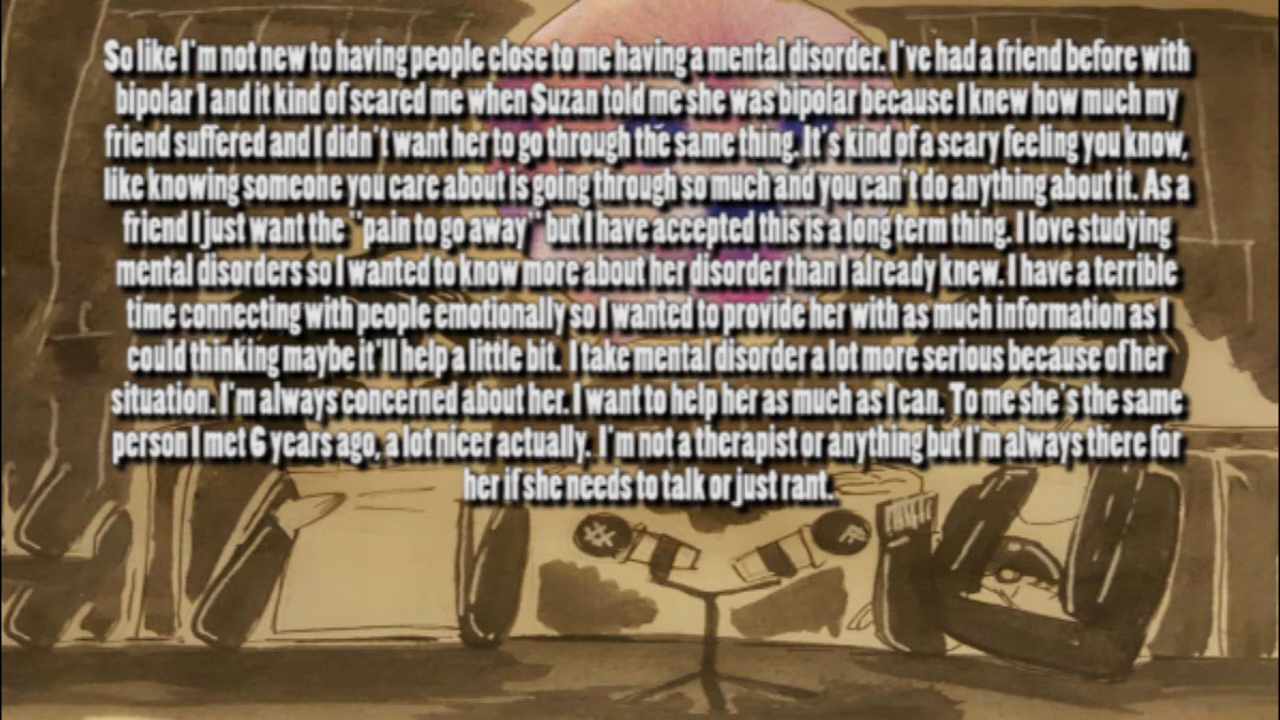 So like I'm not new to having people close to me having a mental disorder. I've had a friend before with
bipolar 1 and it kind of scared me when Suzan told me she was bipolar because I knew how much my
friend suffered and I didn't want her to go through the same thing. It's kind of a scary feeling you know,
like knowing someone you care about is going through so much and you can't do anything about it. As a
friend I just want the "pain to go away" but I have accepted this is a long term thing. I love studying
mental disorders so I wanted to know more about her disorder than I already knew. I have a terrible
time connecting with people emotionally so I wanted to provide her with as much information as I
could thinking maybe it'll help a little bit. I take mental disorder a lot more serious because of her
situation. I'm always concerned about her. I want to help her as much as I can. To me she's the same
person I met 6 years ago, a lot nicer actually. I'm not a therapist or anything but I'm always there for
her if she needs to talk or just rant.